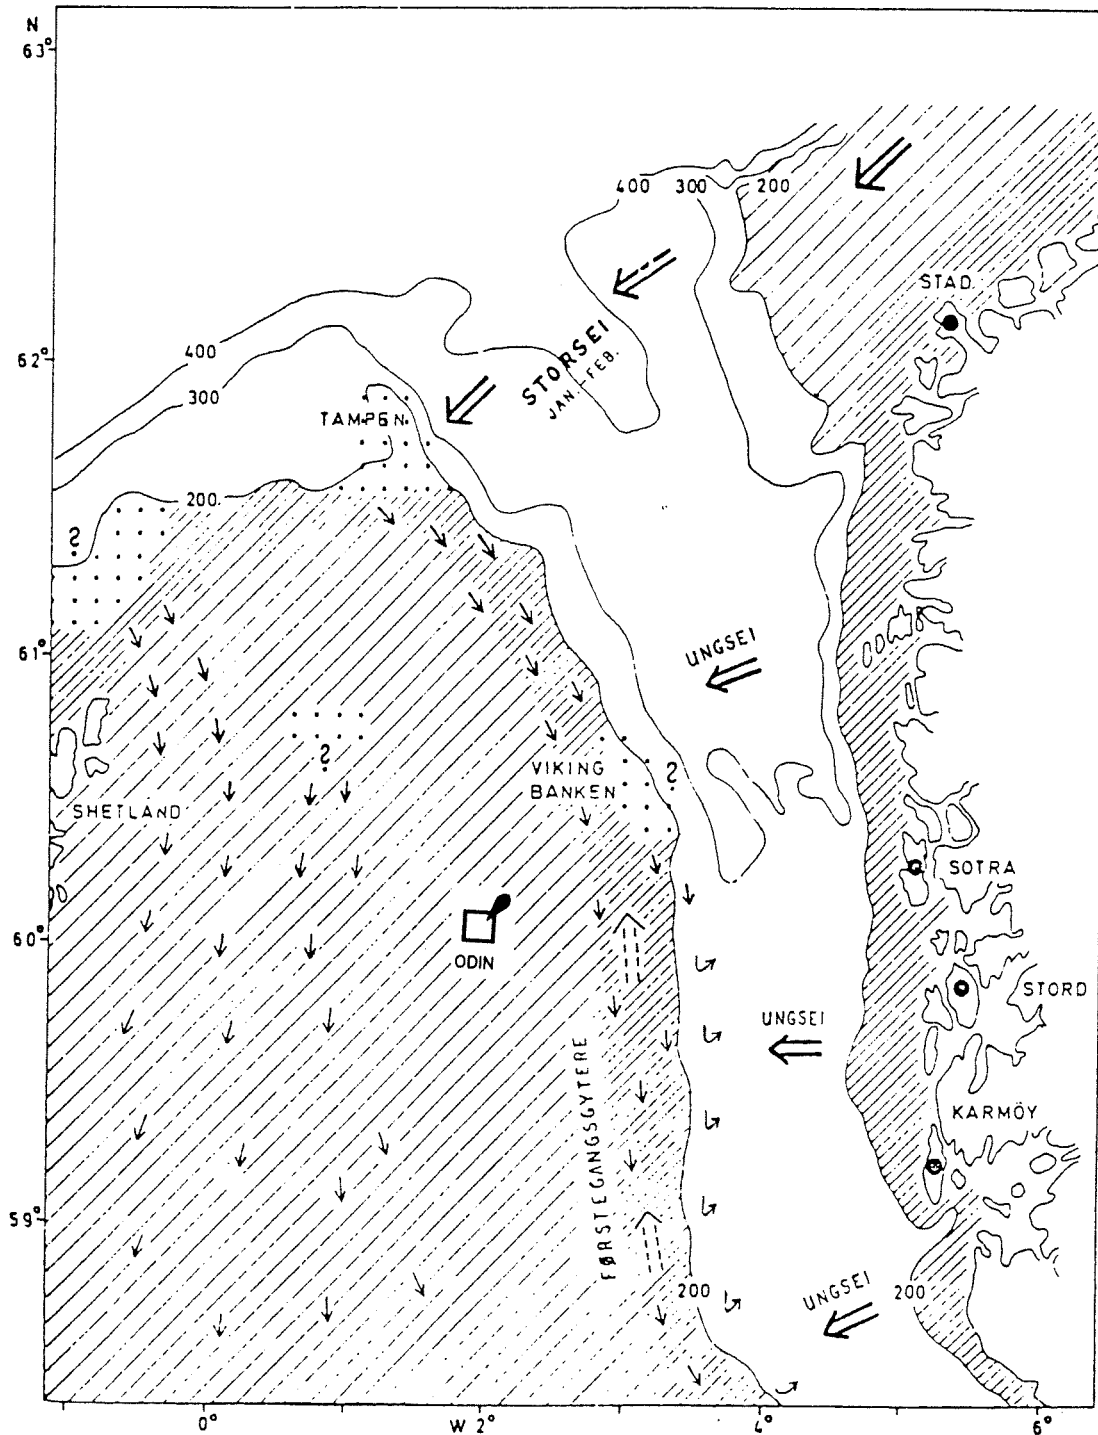 N
63°
400 300 200
STAD.
STORSEI
JAN.-FEB.
62°
400
300
TAMPEN
200
?
61°
UNGSEI
?
VIKING
BANKEN
?
SHETLAND
SOTRA
60°
ODIN
STORD
UNGSEI
FØRSTEGANGSGYTERE
KARMÖY
59°
200
UNGSEI
200
0° W 2° 4° 6°